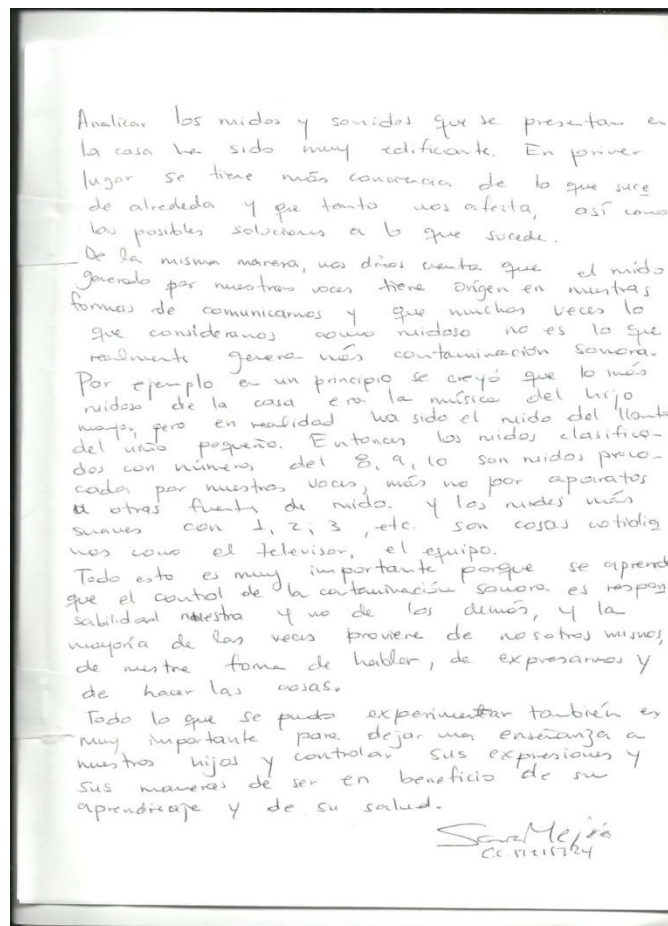 Analizar los ruidos y sonidos que se presentan en
la casa ha sido muy edificante. En primer
lugar se tiene más conciencia de lo que suce
de alrededor y que tanto nos afecta, así como
las posibles soluciones a lo que sucede.
De la misma manera, nos dimos cuenta que el ruido
generado por nuestras voces tiene origen en nuestras
formas de comunicarnos y que muchas veces lo
que consideramos como ruidoso no es lo que
realmente genera más contaminación sonora.
Por ejemplo en un principio se creyó que lo más
ruidoso de la casa era la música del hijo
mayor, pero en realidad ha sido el ruido del llanto
del niño pequeño. Entonces los ruidos clasifica-
dos con números del 8, 9, lo son ruidos provo-
cada por nuestras voces, más no por aparatos
u otras fuentes de ruido. y los ruidos más
suaves con 1, 2, 3, etc. son cosas cotidia
nas como el televisor, el equipo.
Todo esto es muy importante porque se aprende
que el control de la contaminación sonora es respon
sabilidad nuestra y no de los demás, y la
mayoría de las veces proviene de nosotros mismos,
de nuestra forma de hablar, de expresarnos y
de hacer las cosas.
Todo lo que se pudo experimentar también es
muy importante para dejar una enseñanza a
nuestros hijos y controlar sus expresiones y
sus maneras de ser en beneficio de su
aprendizaje y de su salud.
Sara Mejía
C.C.